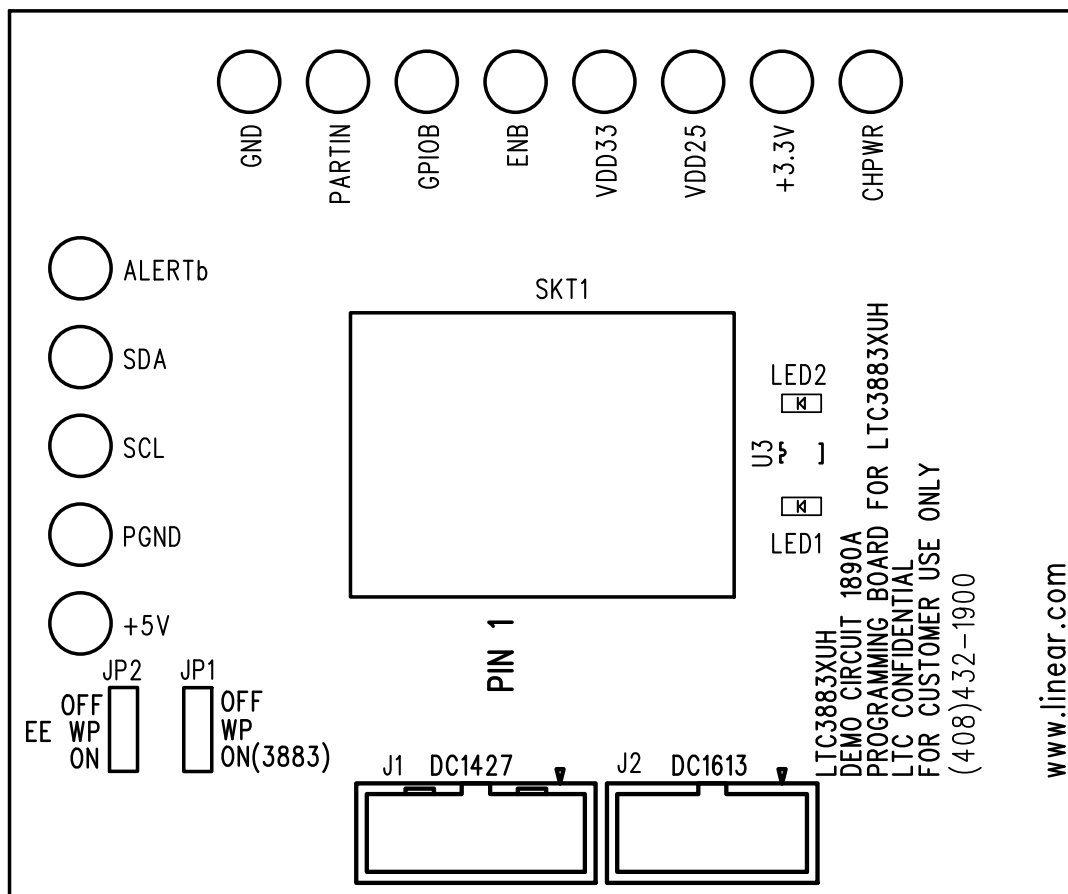 GND
PARTIN
GPIOB
ENB
VDD33
VDD25
+3.3V
CHPWR
ALERTb
SDA
SCL
PGND
+5V
SKT1
LED2
U3
LED1
PIN 1
JP2
OFF
EE WP
ON
JP1
OFF
WP
ON(3883)
J1 DC1427
J2 DC1613
LTC3883XUH
DEMO CIRCUIT 1890A
PROGRAMMING BOARD FOR LTC3883XUH
LTC CONFIDENTIAL
FOR CUSTOMER USE ONLY
(408)432-1900
www.linear.com